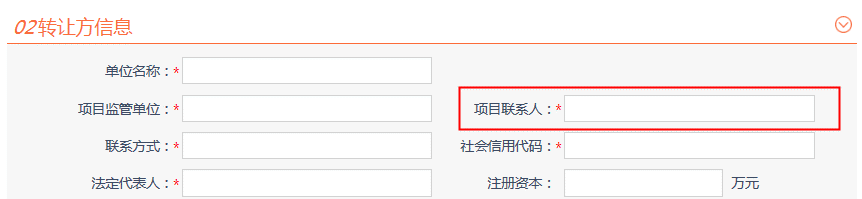 02转让方信息
单位名称：*
项目监管单位：* 项目联系人：*
联系方式：* 社会信用代码：*
法定代表人：* 注册资本： 万元